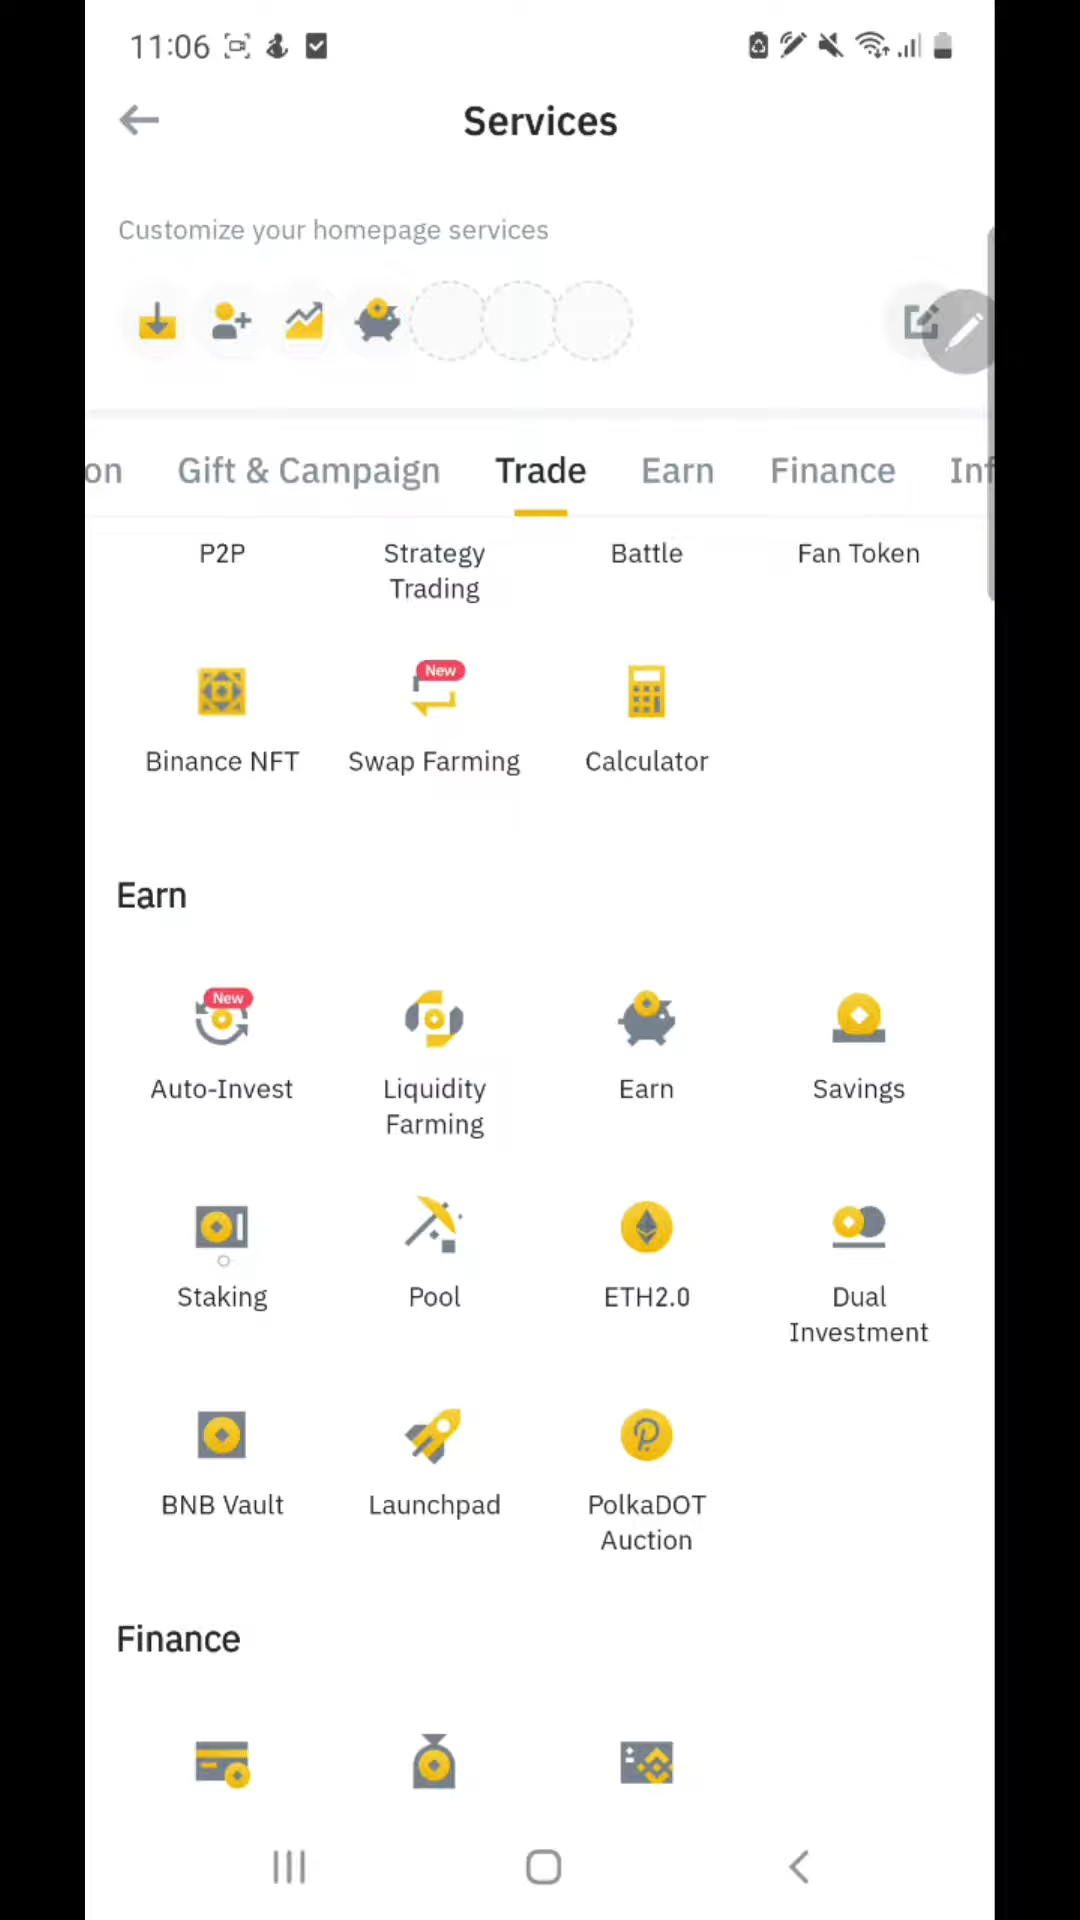 11:06
Services
Customize your homepage services
on Gift & Campaign Trade Earn Finance Inf
P2P Strategy Trading Battle Fan Token
New
Binance NFT Swap Farming Calculator
Earn
New
Auto-Invest Liquidity Farming Earn Savings
Staking Pool ETH2.0 Dual Investment
BNB Vault Launchpad PolkaDOT Auction
Finance